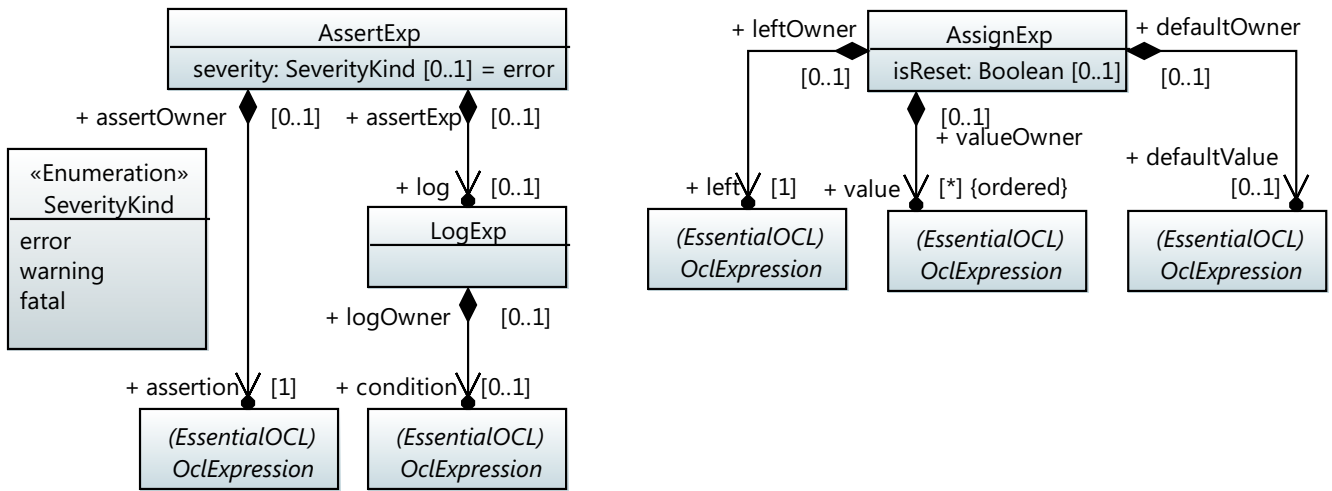 AssertExp
severity: SeverityKind [0..1] = error
+ assertOwner
[0..1]
+ assertExp
[0..1]
«Enumeration»
SeverityKind
error
warning
fatal
+ log
[0..1]
LogExp
+ logOwner
[0..1]
+ assertion
[1]
+ condition
[0..1]
(EssentialOCL)
OclExpression
(EssentialOCL)
OclExpression
+ leftOwner
[0..1]
AssignExp
isReset: Boolean [0..1]
+ defaultOwner
[0..1]
[0..1]
+ valueOwner
+ left
[1]
+ value
[*] {ordered}
+ defaultValue
[0..1]
(EssentialOCL)
OclExpression
(EssentialOCL)
OclExpression
(EssentialOCL)
OclExpression